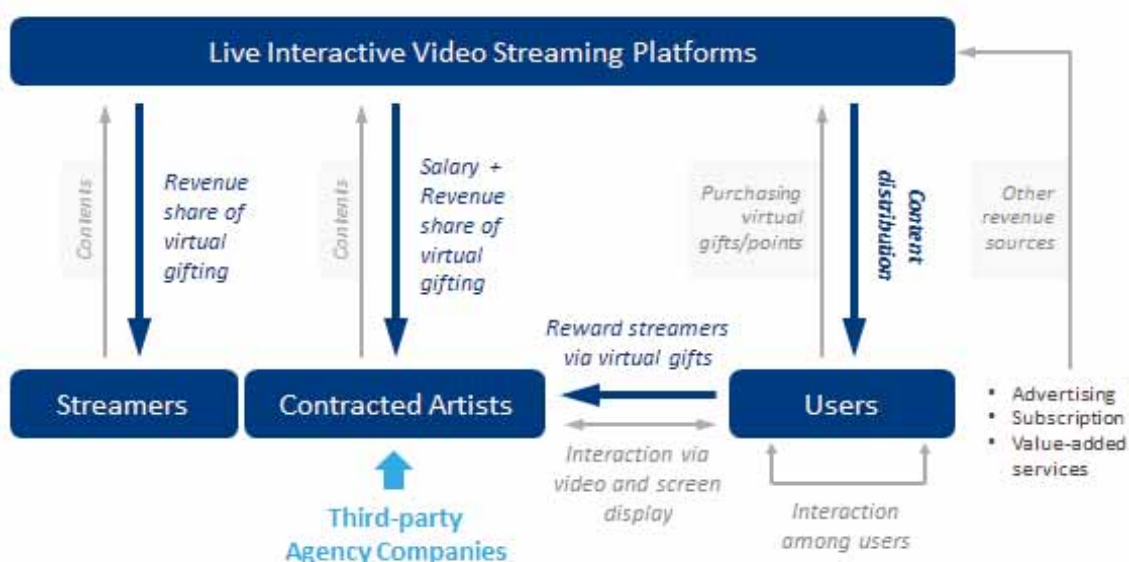 Live Interactive Video Streaming Platforms
Contents
Revenue
share of
virtual
gifting
Contents
Salary +
Revenue
share of
virtual
gifting
Purchasing
virtual
gifts/points
Content
distribution
Other
revenue
sources
Reward streamers
via virtual gifts
Streamers
Contracted Artists
Users
▪ Advertising
▪ Subscription
▪ Value-added
services
Interaction via
video and screen
display
Interaction
among users
Third-party
Agency Companies